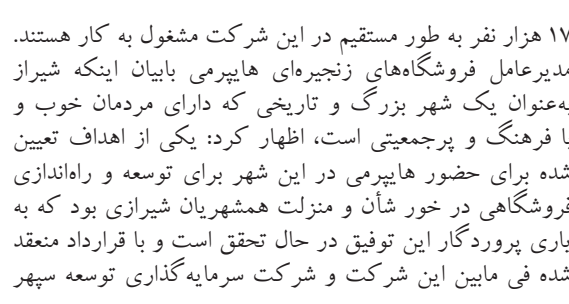 ۱۷ هزار نفر به طور مستقیم در این شرکت مشغول به کار هستند.
مدیرعامل فروشگاه‌های زنجیره‌ای هایپرمی بابیان اینکه شیراز
به‌عنوان یک شهر بزرگ و تاریخی که دارای مردمان خوب و
با فرهنگ و پرجمعیتی است، اظهار کرد: یکی از اهداف تعیین
شده برای حضور هایپرمی در این شهر برای توسعه و راه‌اندازی
فروشگاهی در خور شأن و منزلت همشهریان شیرازی بود که به
یاری پروردگار این توفیق در حال تحقق است و با قرارداد منعقد
شده فی مابین این شرکت و شرکت سرمایه‌گذاری توسعه سپهر